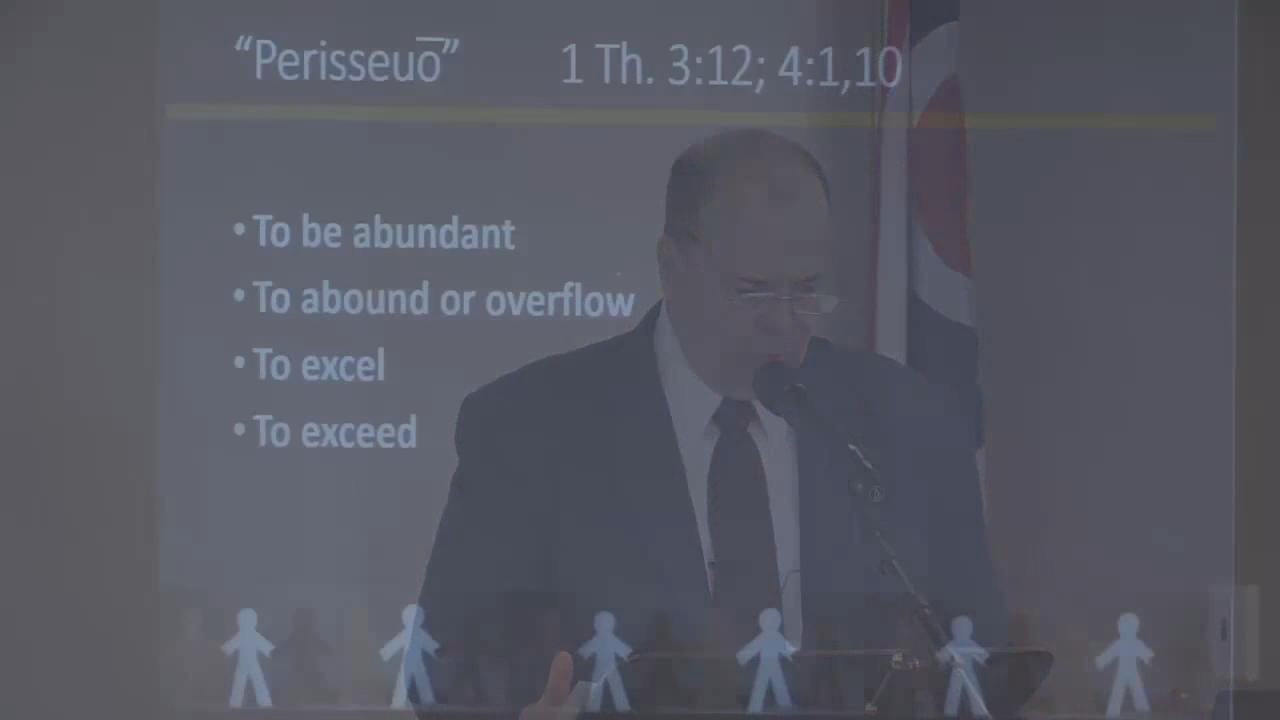 “Perisseuō” 1 Th. 3:12; 4:1,10
• To be abundant
• To abound or overflow
• To excel
• To exceed